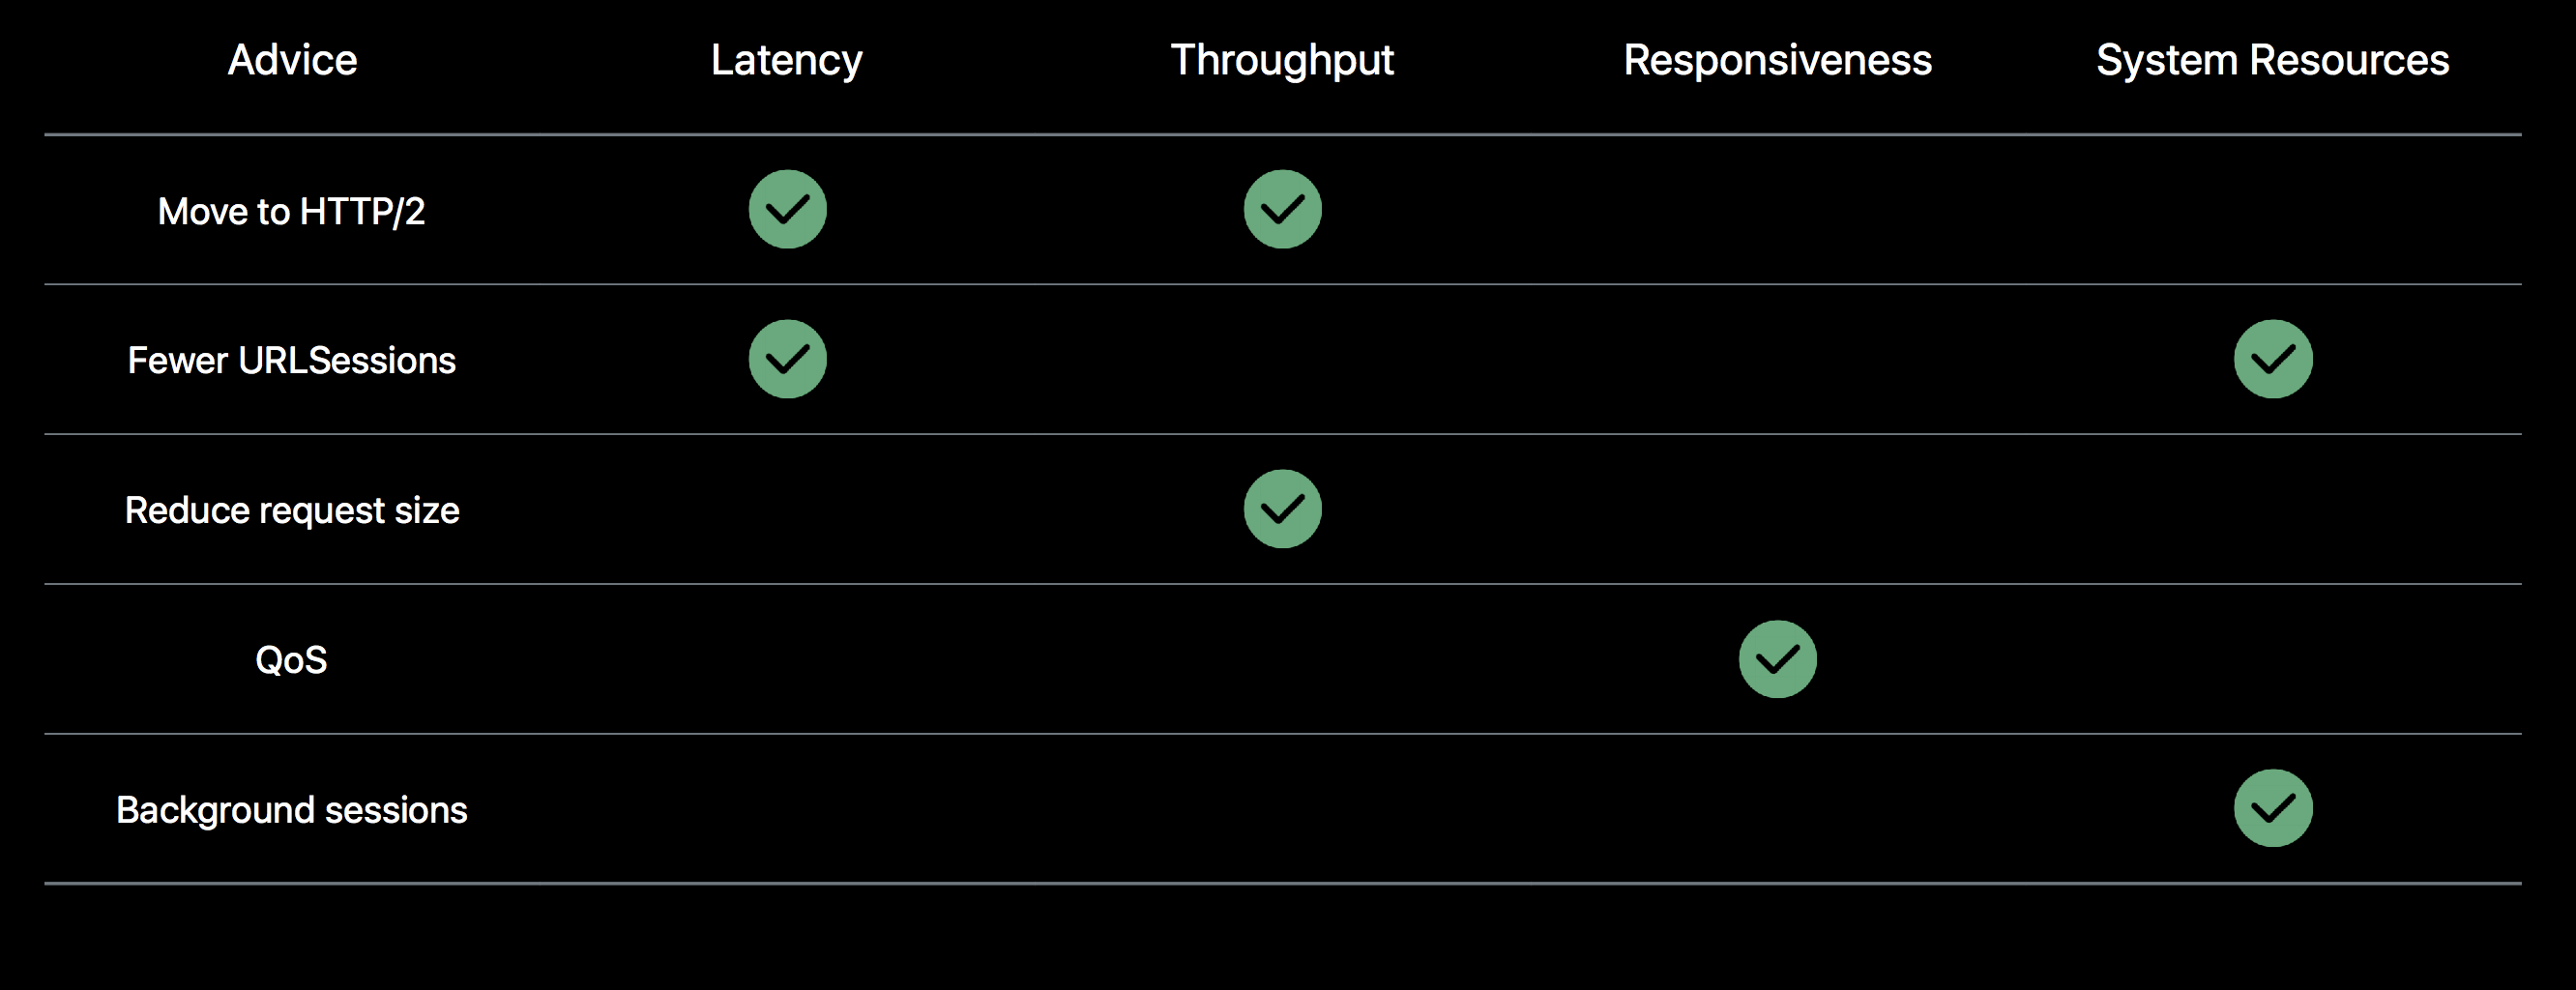 Advice Latency Throughput Responsiveness System Resources
Move to HTTP/2
Fewer URLSessions
Reduce request size
QoS
Background sessions